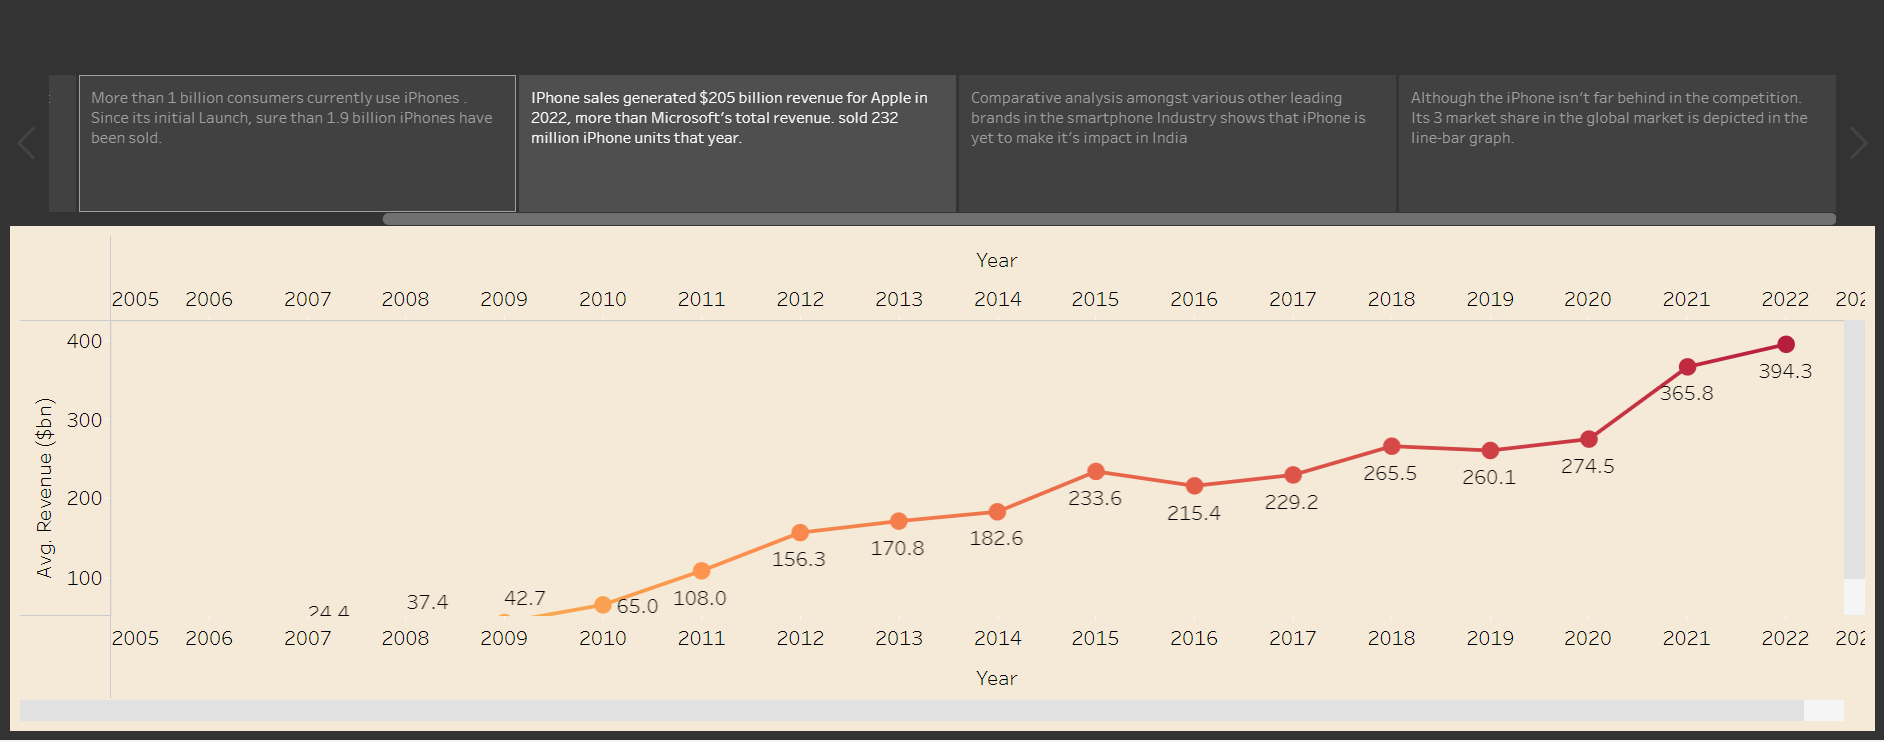 More than 1 billion consumers currently use iPhones .
Since its initial Launch, sure than 1.9 billion iPhones have
been sold.
IPhone sales generated $205 billion revenue for Apple in
2022, more than Microsoft's total revenue. sold 232
million iPhone units that year.
Comparative analysis amongst various other leading
brands in the smartphone Industry shows that iPhone is
yet to make it's impact in India
Although the iPhone isn't far behind in the competition.
Its 3 market share in the global market is depicted in the
line-bar graph.
Year
2005 2006 2007 2008 2009 2010 2011 2012 2013 2014 2015 2016 2017 2018 2019 2020 2021 2022
Avg. Revenue ($bn)
400
300
200
100
24.4 37.4 42.7 65.0 108.0 156.3 170.8 182.6 233.6 215.4 229.2 265.5 260.1 274.5 365.8 394.3
2005 2006 2007 2008 2009 2010 2011 2012 2013 2014 2015 2016 2017 2018 2019 2020 2021 2022
Year